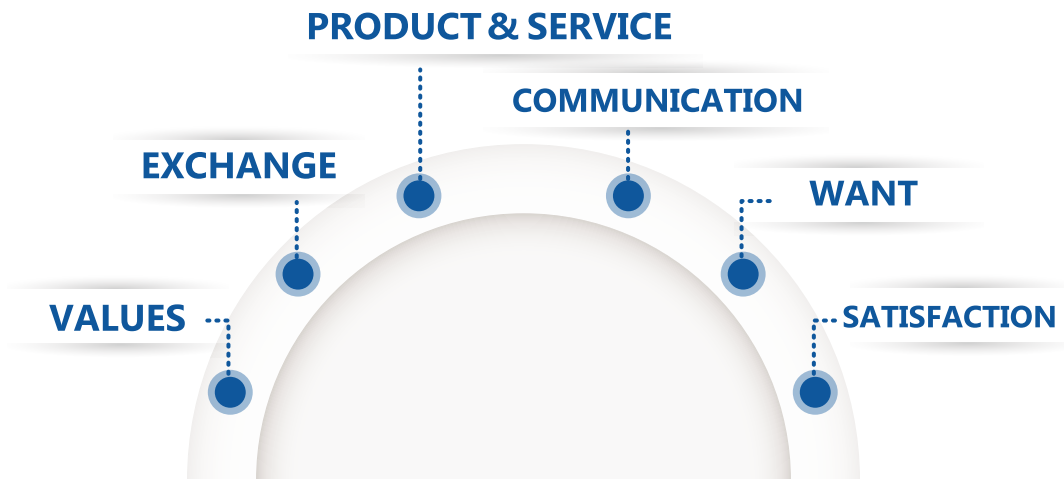 PRODUCT & SERVICE
COMMUNICATION
EXCHANGE
WANT
VALUES
SATISFACTION